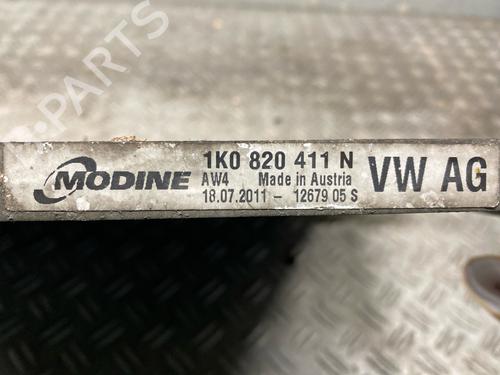 MODINE
1K0 820 411 N
AW4 Made in Austria
18.07.2011 - 12679 05 S
VW AG
B PARTS